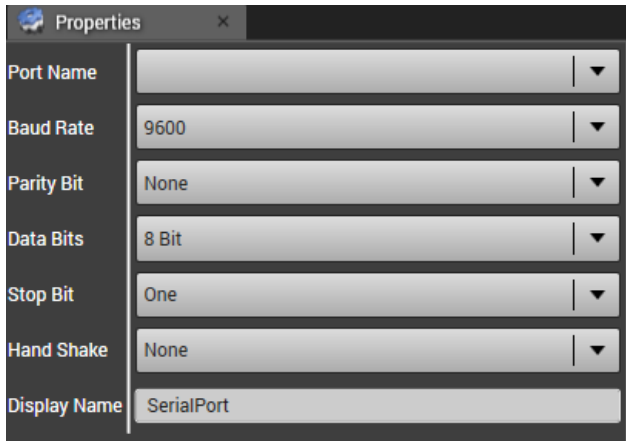 Properties
Port Name
Baud Rate 9600
Parity Bit None
Data Bits 8 Bit
Stop Bit One
Hand Shake None
Display Name SerialPort